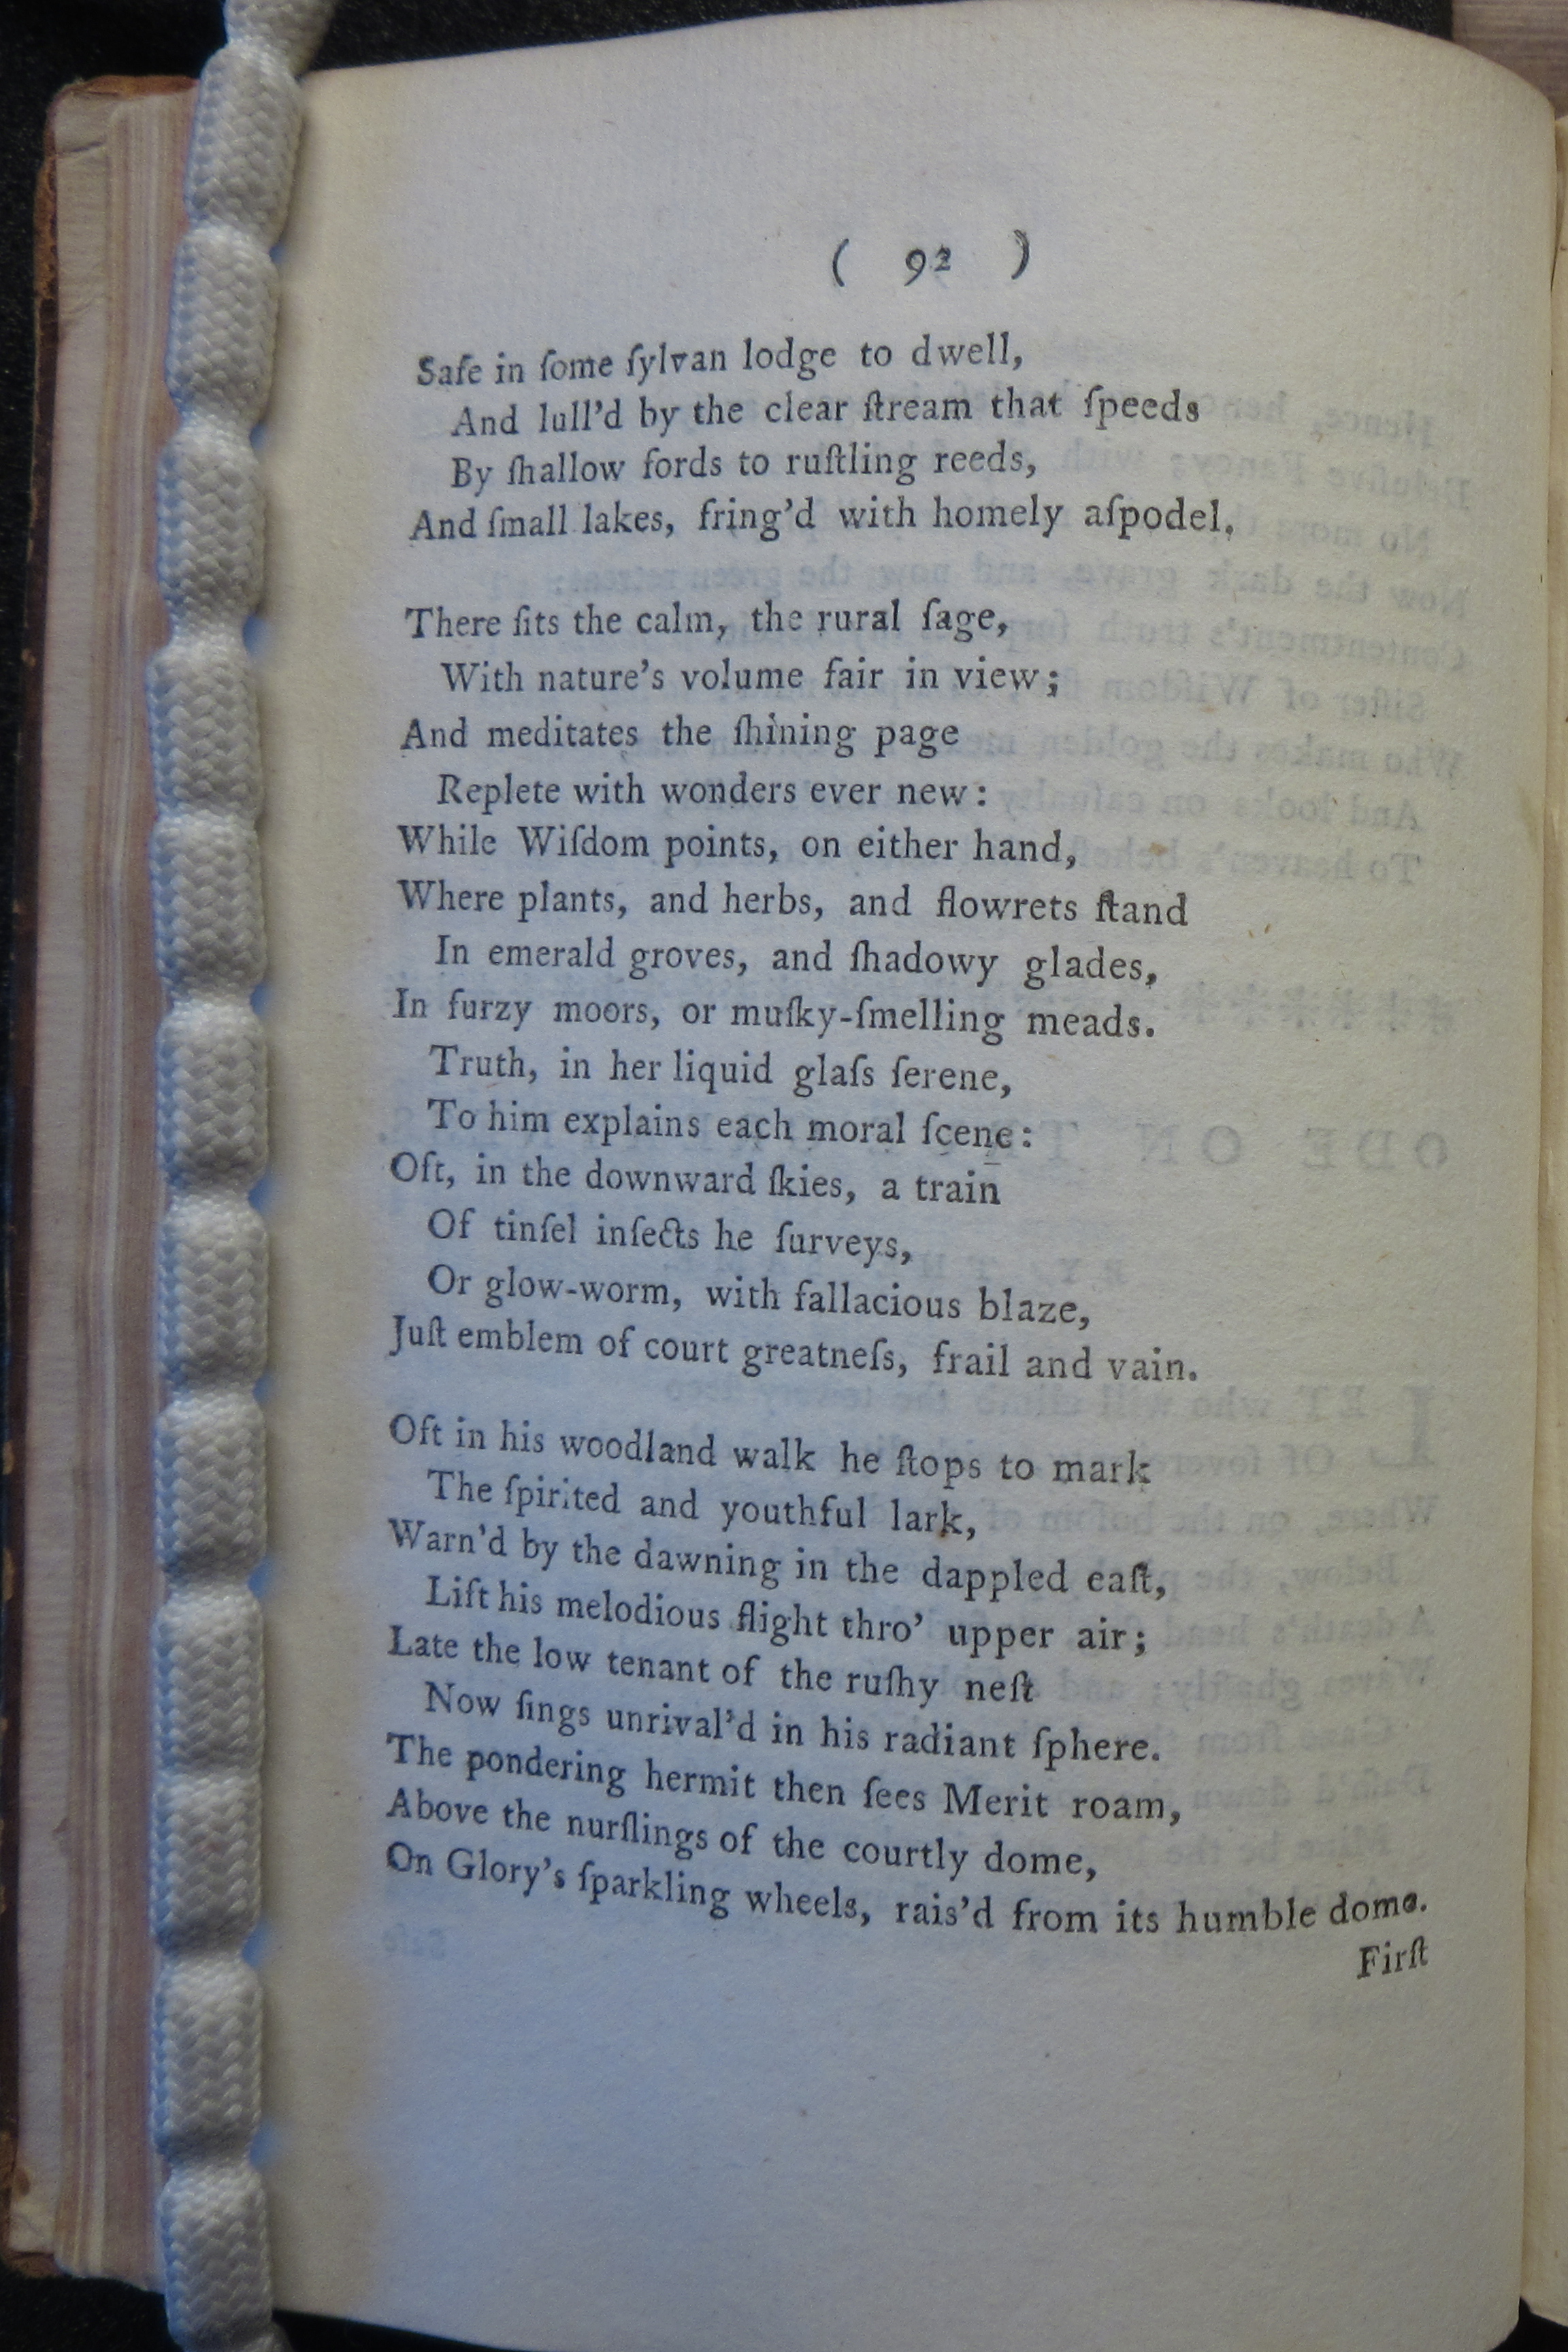 ( 92 )
Safe in ſome ſylvan lodge to dwell,
And lull'd by the clear ſtream that ſpeeds
By ſhallow fords to ruſtling reeds,
And ſmall lakes, fring'd with homely aſpodel.
There ſits the calm, the rural ſage,
With nature's volume fair in view;
And meditates the ſhining page
Replete with wonders ever new:
While Wiſdom points, on either hand,
Where plants, and herbs, and flowrets ſtand
In emerald groves, and ſhadowy glades,
In furzy moors, or muſky-ſmelling meads.
Truth, in her liquid glaſs ſerene,
To him explains each moral ſcene:
Oft, in the downward ſkies, a train
Of tinſel inſects he ſurveys,
Or glow-worm, with fallacious blaze,
Juſt emblem of court greatneſs, frail and vain.
Oft in his woodland walk he ſtops to mark
The ſpirited and youthful lark,
Warn'd by the dawning in the dappled eaſt,
Lift his melodious flight thro' upper air;
Late the low tenant of the ruſhy neſt
Now ſings unrival'd in his radiant ſphere.
The pondering hermit then ſees Merit roam,
Above the nurſlings of the courtly dome,
On Glory's ſparkling wheels, rais'd from its humble dome.
Firſt